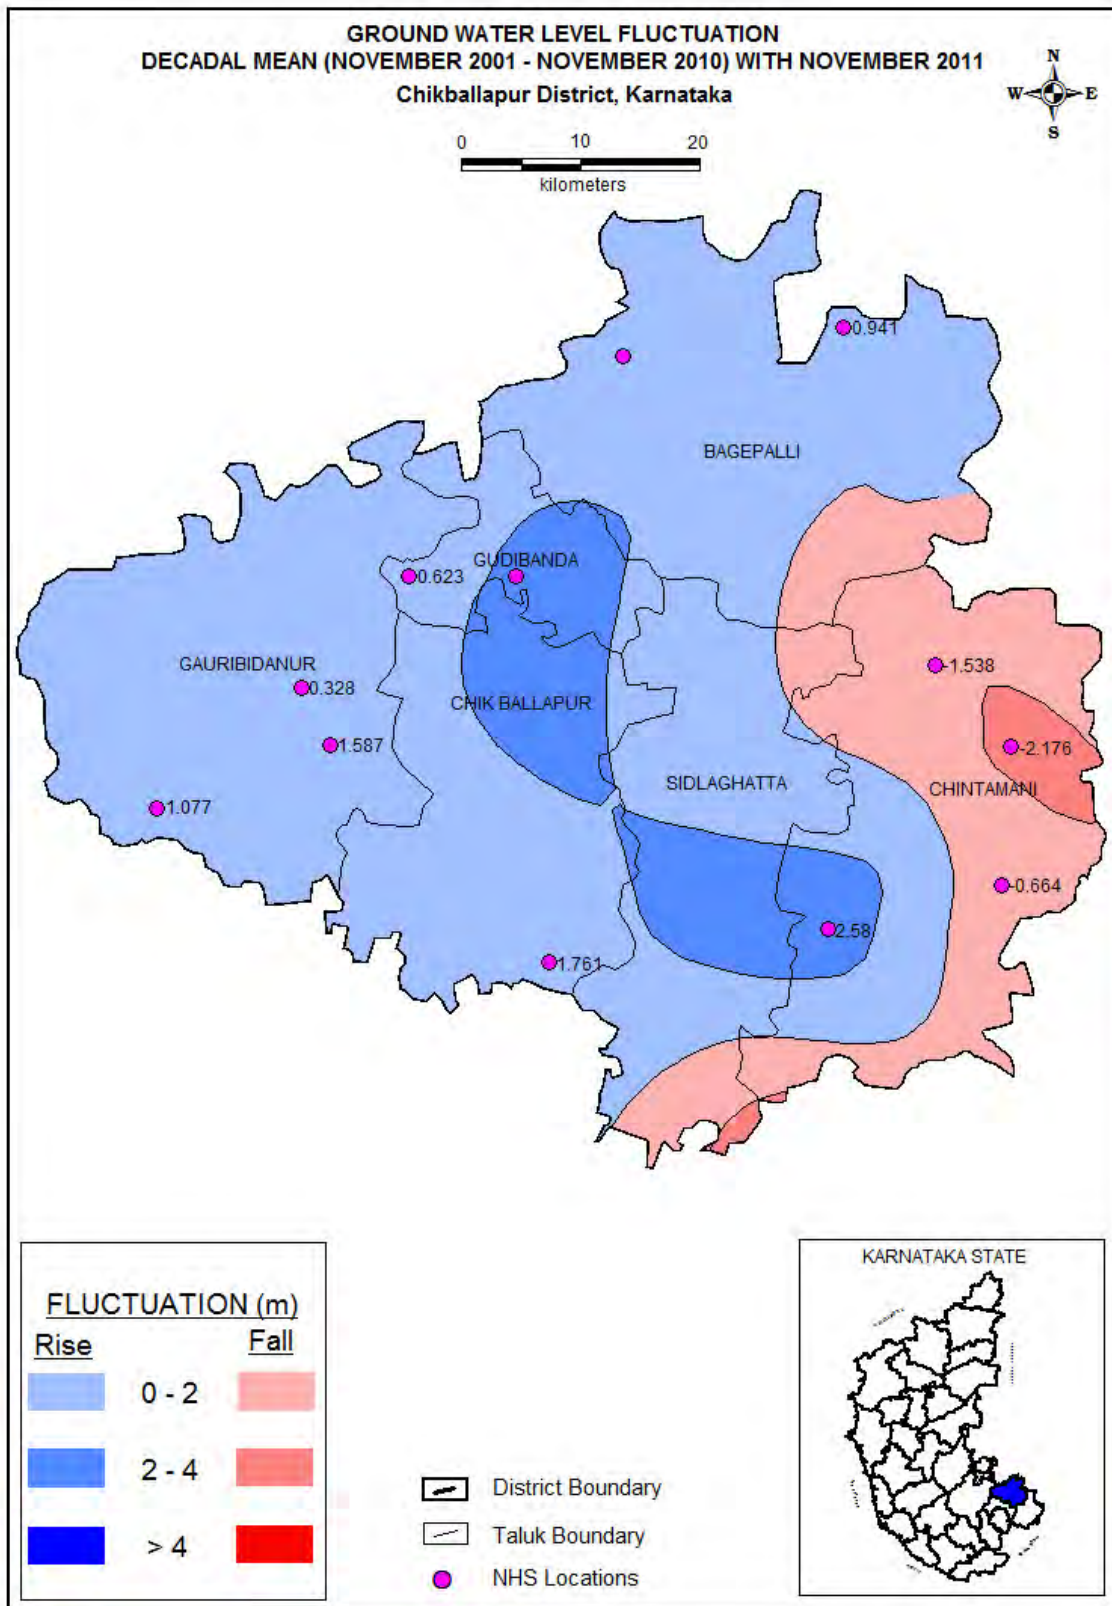 GROUND WATER LEVEL FLUCTUATION
DECADAL MEAN (NOVEMBER 2001 - NOVEMBER 2010) WITH NOVEMBER 2011
Chikballapur District, Karnataka
N
W E
S
0 10 20
kilometers
0.941
BAGEPALLI
GUDIBANDA
0.623
GAURIBIDANUR
-1.538
0.328
CHIK BALLAPUR
1.587
-2.176
SIDLAGHATTA
CHINTAMANI
1.077
-0.664
2.58
1.761
FLUCTUATION (m)
Rise Fall
0 - 2
2 - 4
> 4
District Boundary
Taluk Boundary
NHS Locations
KARNATAKA STATE